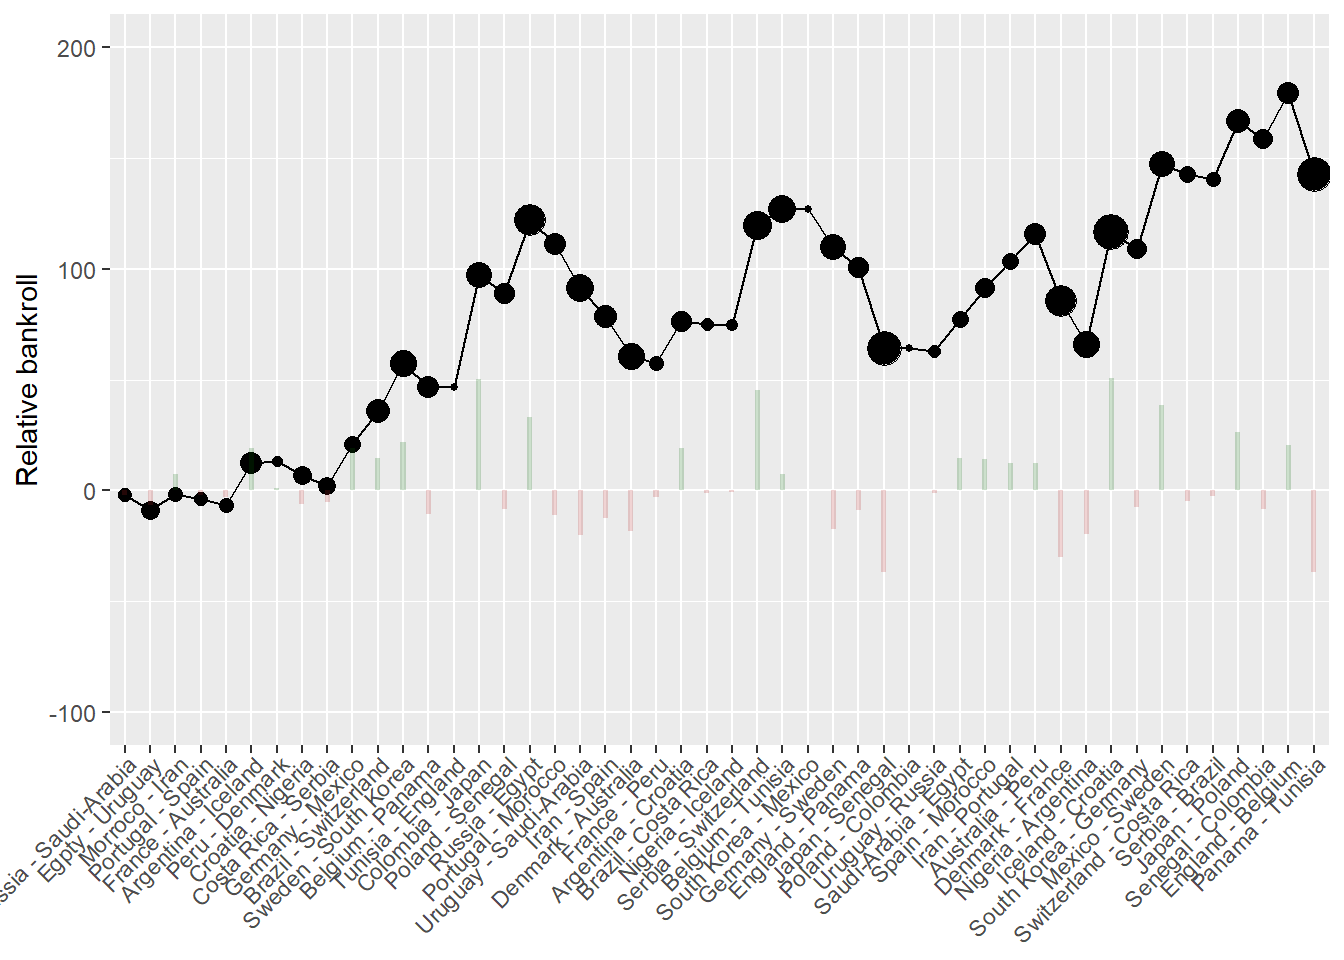 Relative bankroll
200
100
0
-100
ssia - Saudi-Arabia
Egpty - Uruguay
Morroco - Iran
Portugal - Spain
France - Australia
Argentina - Iceland
Peru - Denmark
Croatia - Nigeria
Costa Rica - Serbia
Germany - Mexico
Brazil - Switzerland
Sweden - South Korea
Belgium - Panama
Tunisia - England
Colombia - Japan
Poland - Senegal
Russia - Egypt
Portugal - Morocco
Uruguay - Saudi-Arabia
Iran - Spain
Denmark - Australia
France - Peru
Argentina - Croatia
Brazil - Costa Rica
Nigeria - Iceland
Serbia - Switzerland
Belgium - Tunisia
South Korea - Mexico
Germany - Sweden
England - Panama
Japan - Senegal
Poland - Colombia
Uruguay - Russia
Saudi-Arabia - Egypt
Spain - Morocco
Iran - Portugal
Australia - Peru
Denmark - France
Nigeria - Argentina
Iceland - Croatia
South Korea - Germany
Mexico - Sweden
Switzerland - Costa Rica
Serbia - Brazil
Japan - Poland
Senegal - Colombia
England - Belgium
Panama - Tunisia